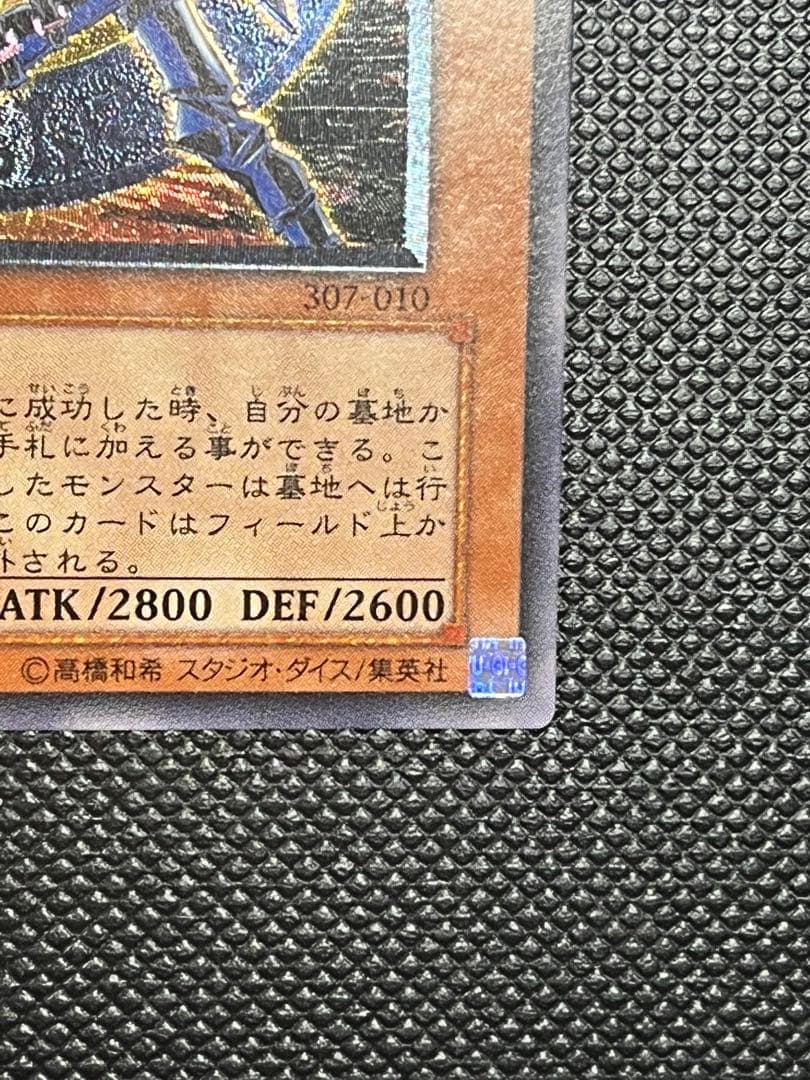 307-010
に成功した時、自分の墓地か
手札に加える事ができる。こ
したモンスターは墓地へは行
このカードはフィールド上か
外される。
ATK/2800 DEF/2600
©高橋和希 スタジオ・ダイス/集英社